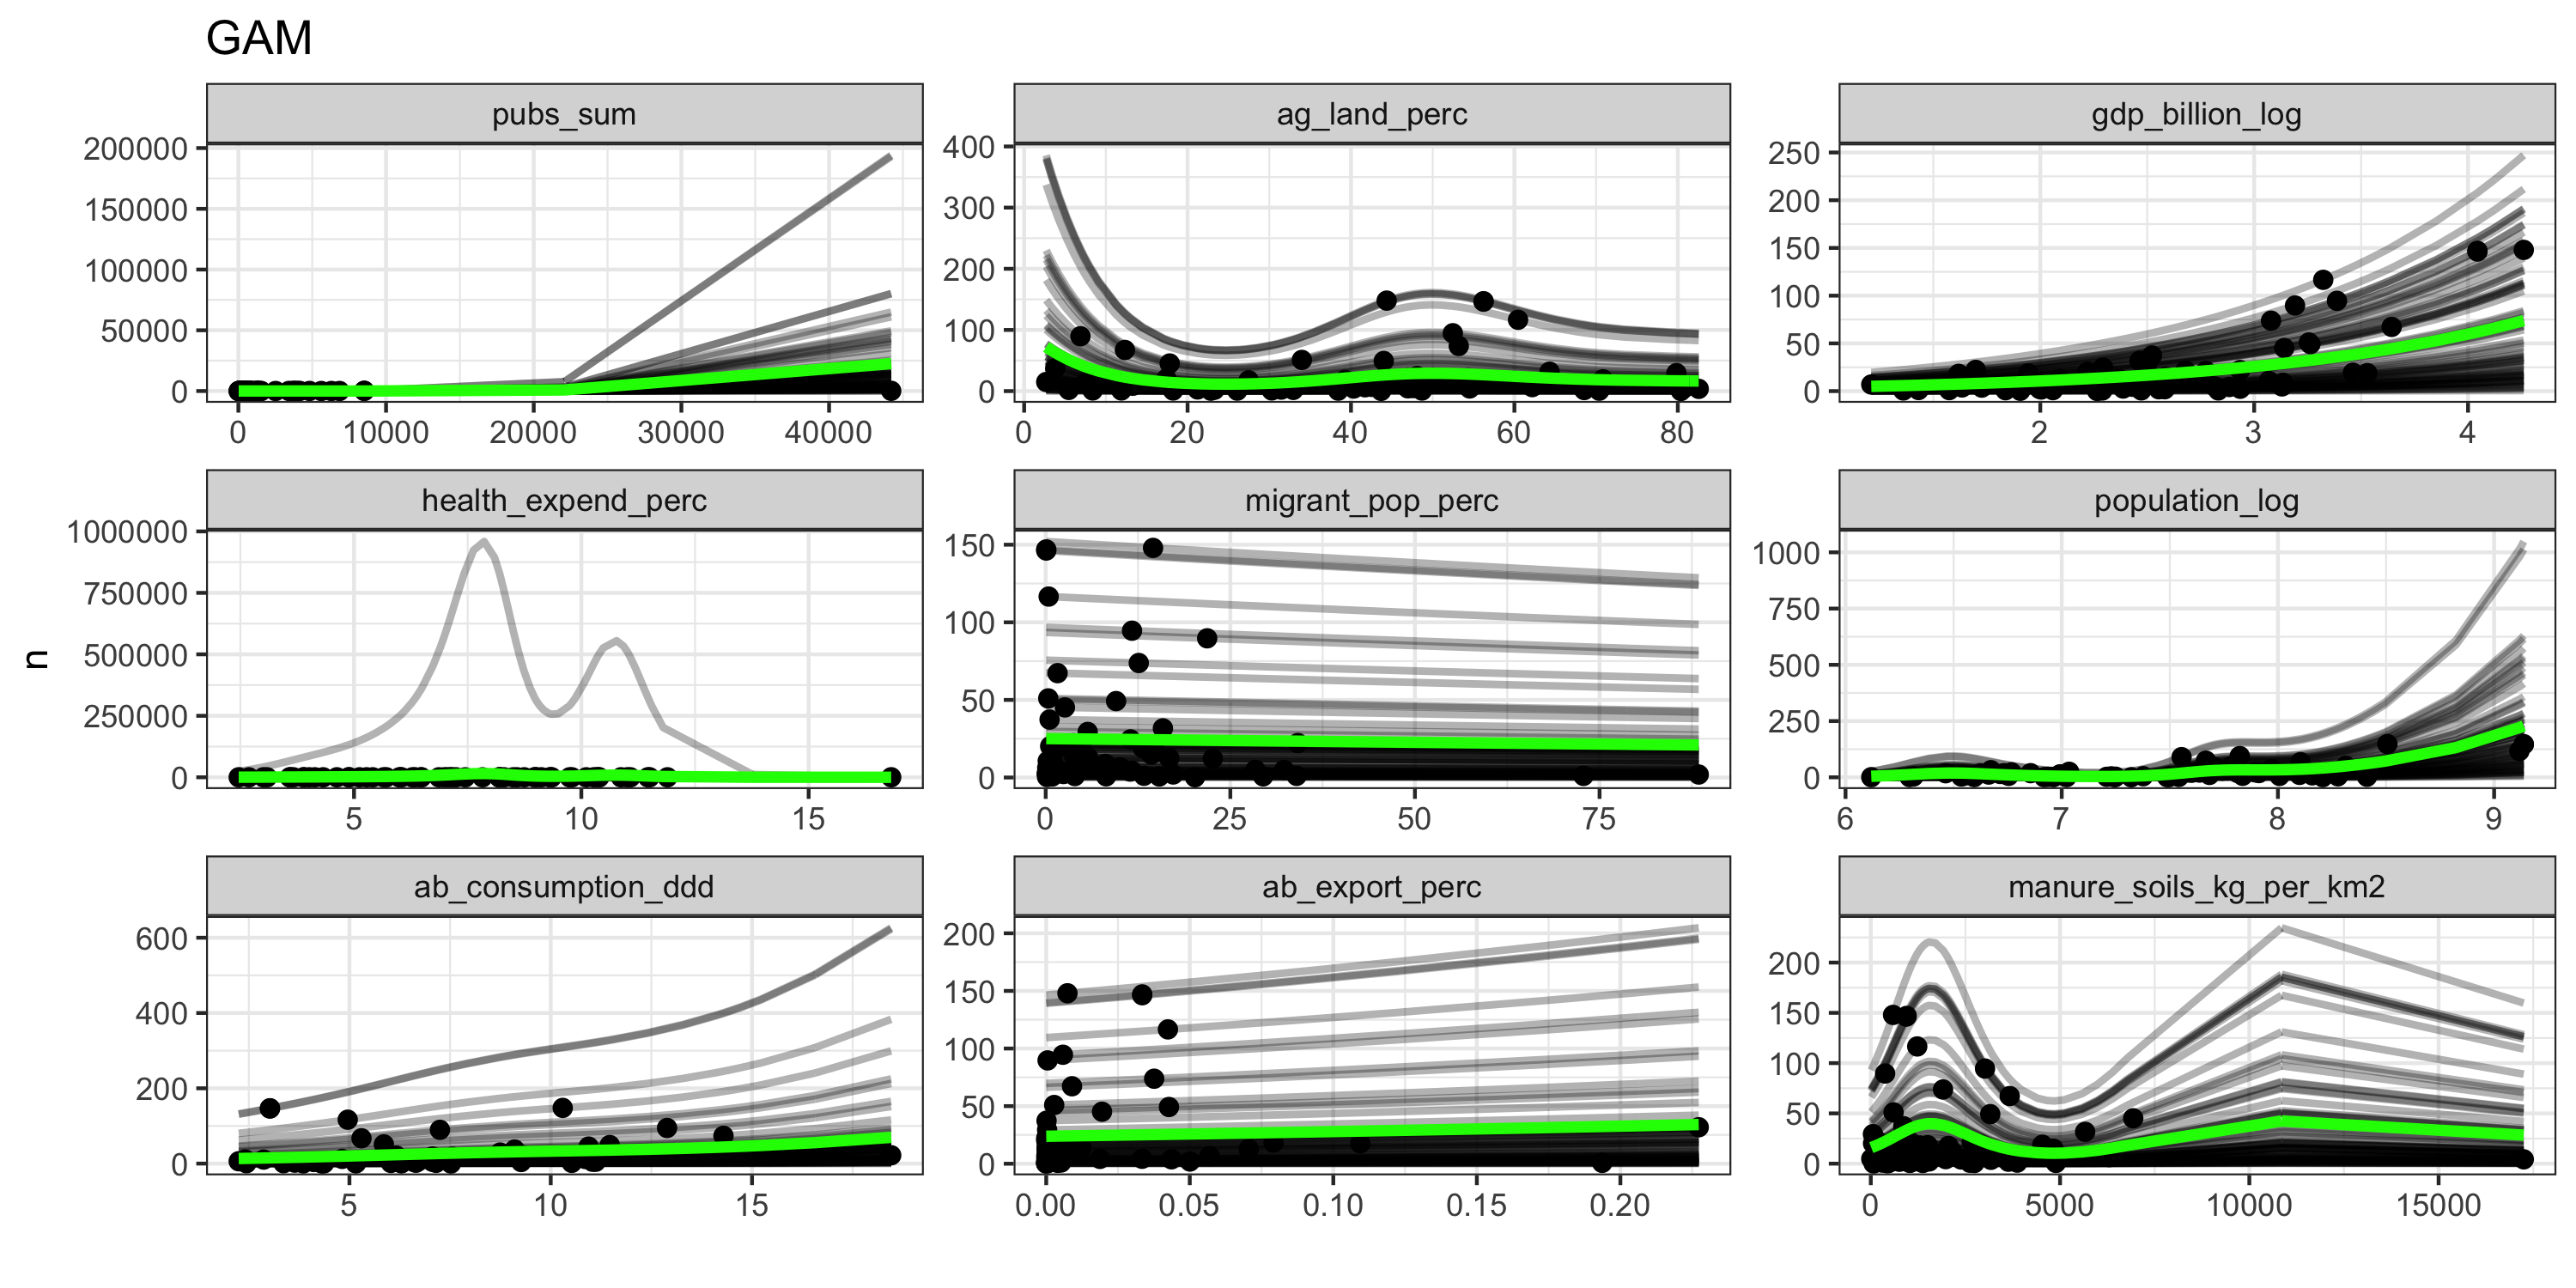 GAM
pubs_sum ag_land_perc gdp_billion_log
200000 150000 100000 50000 0
400 300 200 100 0
250 200 150 100 50 0
0 10000 20000 30000 40000
0 20 40 60 80
2 3 4
health_expend_perc migrant_pop_perc population_log
n
1000000 750000 500000 250000 0
150 100 50 0
1000 750 500 250 0
5 10 15
0 25 50 75
6 7 8 9
ab_consumption_ddd ab_export_perc manure_soils_kg_per_km2
600 400 200 0
200 150 100 50 0
200 150 100 50 0
5 10 15
0.00 0.05 0.10 0.15 0.20
0 5000 10000 15000